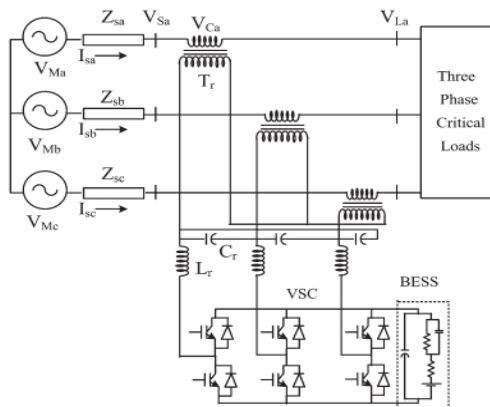 Z_sa
V_Sa
V_Ca
V_La
V_Ma
I_sa
T_r
Three
Phase
Critical
Loads
Z_sb
V_Mb
I_sb
Z_sc
V_Mc
I_sc
C_r
L_r
BESS
VSC